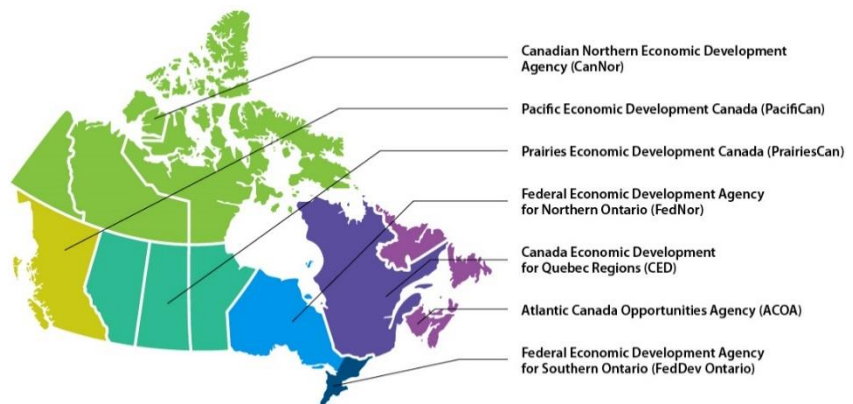 Canadian Northern Economic Development
Agency (CanNor)
Pacific Economic Development Canada (PacifiCan)
Prairies Economic Development Canada (PrairiesCan)
Federal Economic Development Agency
for Northern Ontario (FedNor)
Canada Economic Development
for Quebec Regions (CED)
Atlantic Canada Opportunities Agency (ACOA)
Federal Economic Development Agency
for Southern Ontario (FedDev Ontario)